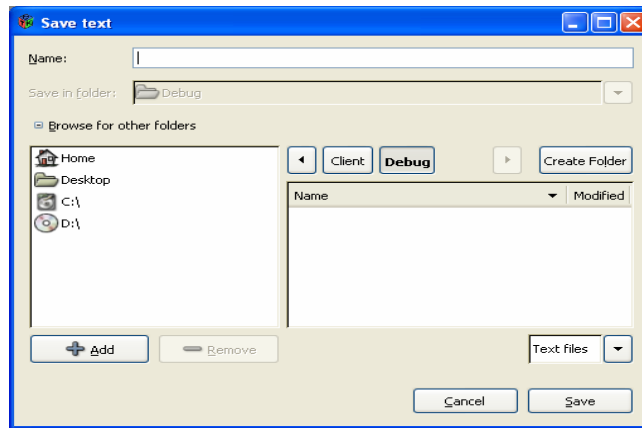 Save text
Name:
Save in folder: Debug
Browse for other folders
Home
Desktop
C:\
D:\
Client Debug Create Folder
Name Modified
Add Remove Text files
Cancel Save